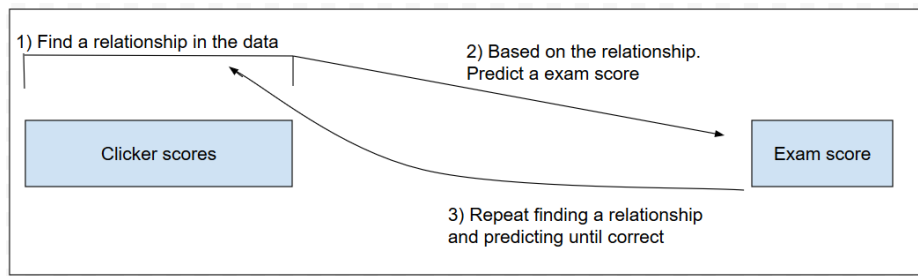 1) Find a relationship in the data
2) Based on the relationship.
Predict a exam score
Clicker scores
Exam score
3) Repeat finding a relationship
and predicting until correct